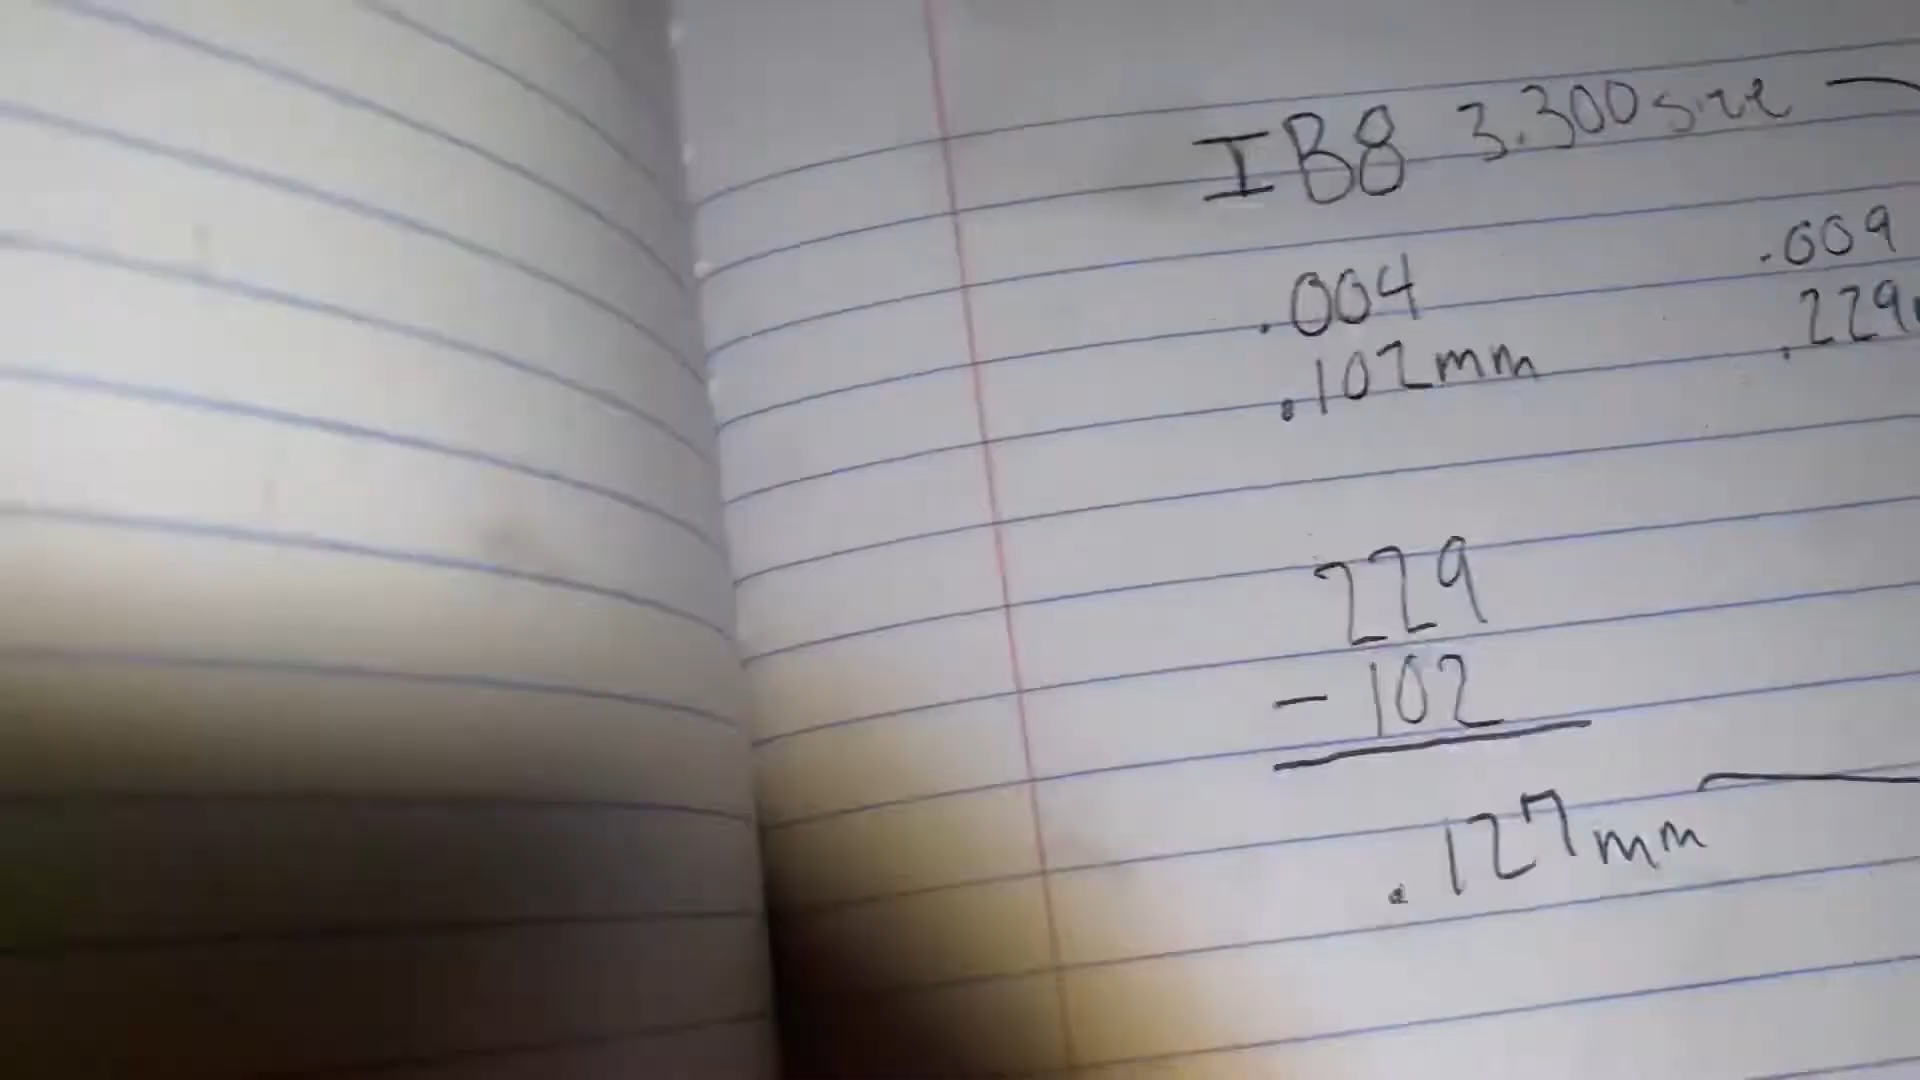 IB8 3.300 size
.004 .009
.102mm .229
229
- 102
.127mm